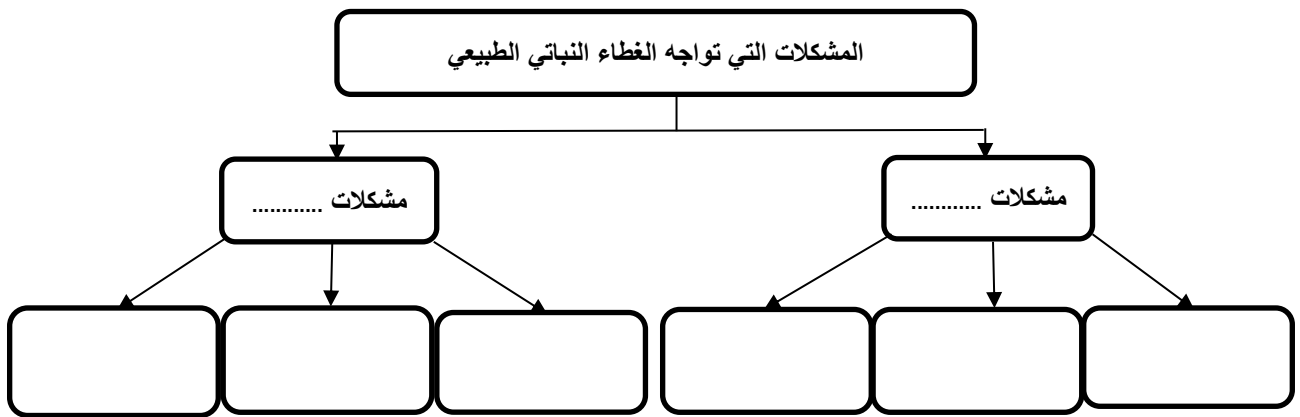 المشكلات التي تواجه الغطاء النباتي الطبيعي
مشكلات ............
مشكلات ............